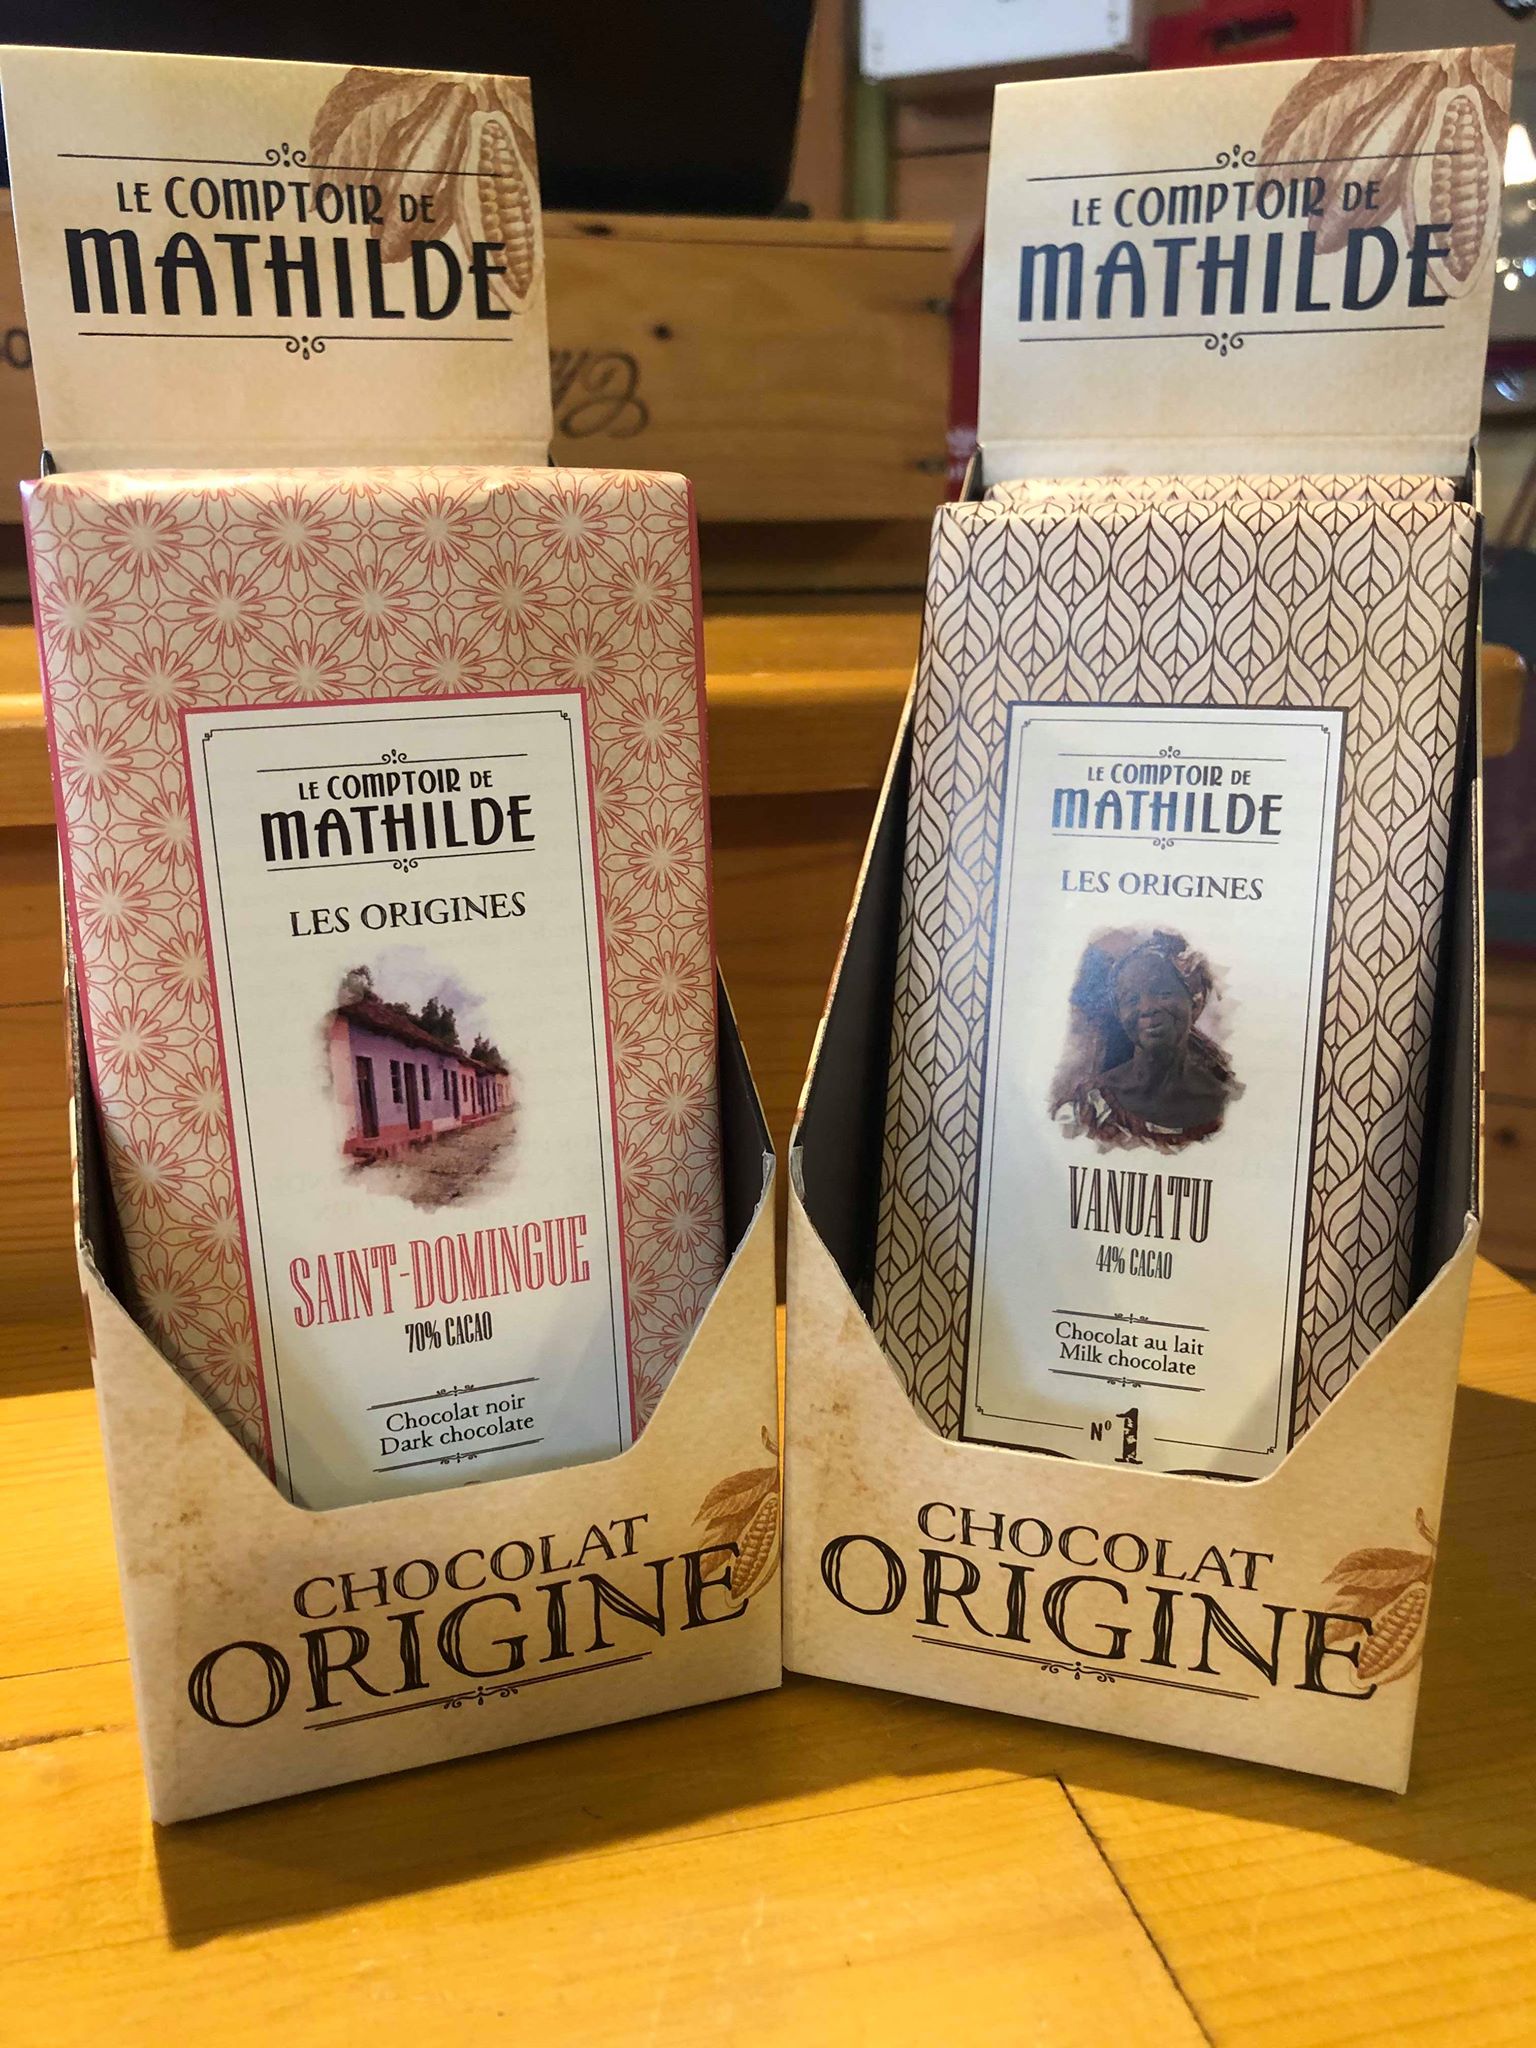 LE COMPTOIR DE
MATHILDE
LE COMPTOIR DE
MATHILDE
LES ORIGINES
SAINT-DOMINGUE
70% CACAO
Chocolat noir
Dark chocolate
CHOCOLAT
ORIGINE
LE COMPTOIR DE
MATHILDE
LE COMPTOIR DE
MATHILDE
LES ORIGINES
VANUATU
44% CACAO
Chocolat au lait
Milk chocolate
N° 1
CHOCOLAT
ORIGINE